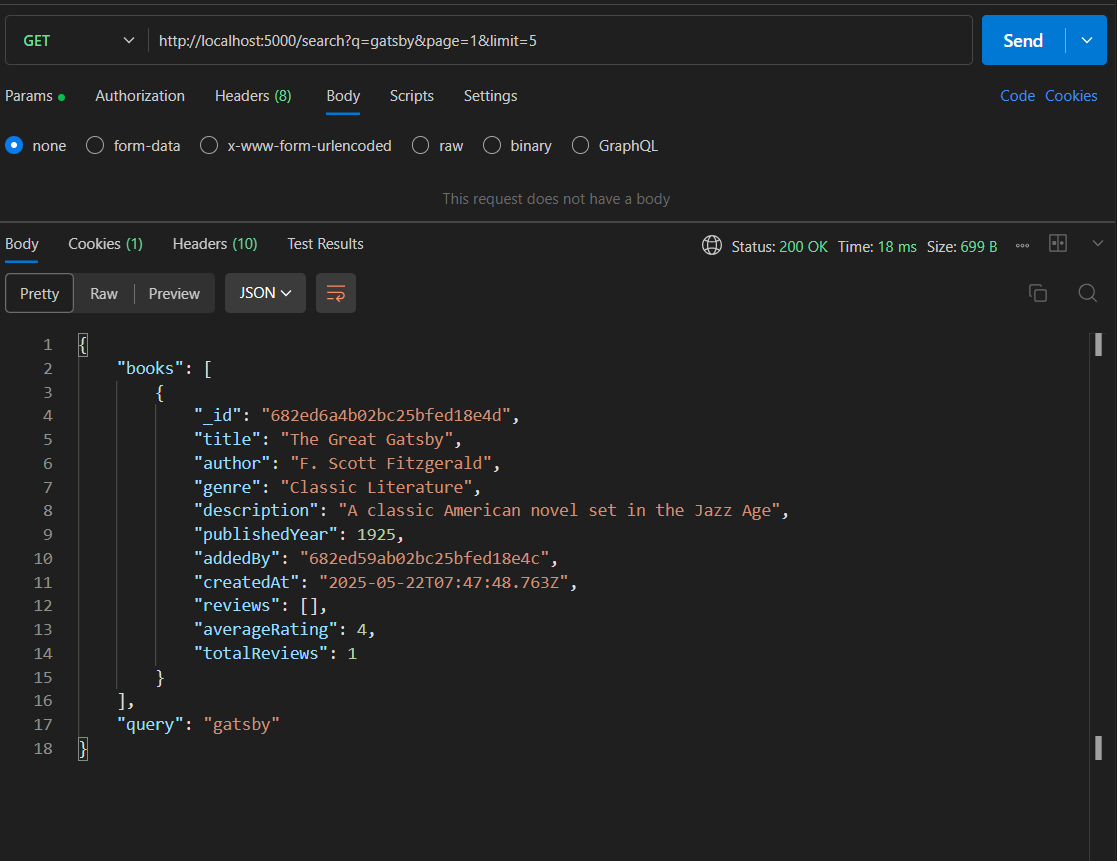 GET http://localhost:5000/search?q=gatsby&page=1&limit=5 Send
Params Authorization Headers (8) Body Scripts Settings Code Cookies
none form-data x-www-form-urlencoded raw binary GraphQL
This request does not have a body
Body Cookies (1) Headers (10) Test Results Status: 200 OK Time: 18 ms Size: 699 B
Pretty Raw Preview JSON
1 {
2 "books": [
3 {
4 "_id": "682ed6a4b02bc25bfed18e4d",
5 "title": "The Great Gatsby",
6 "author": "F. Scott Fitzgerald",
7 "genre": "Classic Literature",
8 "description": "A classic American novel set in the Jazz Age",
9 "publishedYear": 1925,
10 "addedBy": "682ed59ab02bc25bfed18e4c",
11 "createdAt": "2025-05-22T07:47:48.763Z",
12 "reviews": [],
13 "averageRating": 4,
14 "totalReviews": 1
15 }
16 ],
17 "query": "gatsby"
18 }